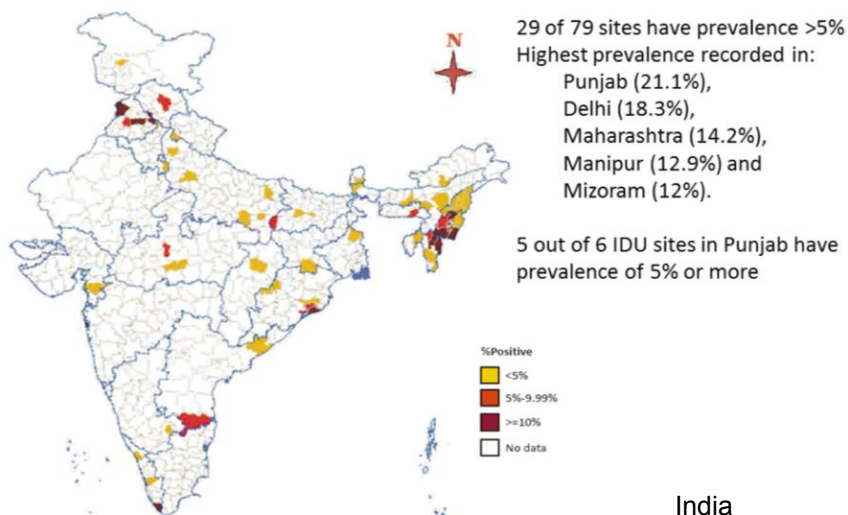 29 of 79 sites have prevalence >5%
Highest prevalence recorded in:
Punjab (21.1%),
Delhi (18.3%),
Maharashtra (14.2%),
Manipur (12.9%) and
Mizoram (12%).
5 out of 6 IDU sites in Punjab have
prevalence of 5% or more
N
%Positive
<5%
5%-9.99%
>=10%
No data
India